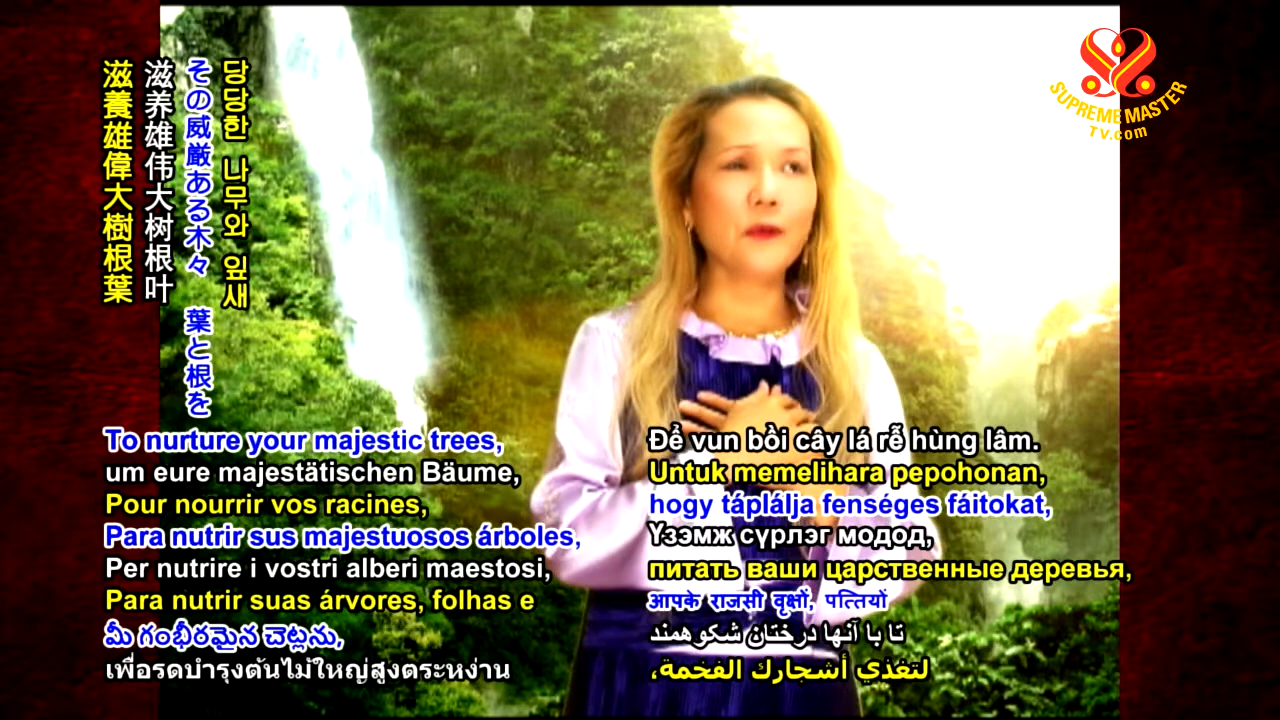 滋養雄偉大樹根葉
滋养雄伟大树根叶
その威厳ある木々 葉と根を
당당한 나무와 잎새
SUPREME MASTER
TV.com
To nurture your majestic trees,
um eure majestätischen Bäume,
Pour nourrir vos racines,
Para nutrir sus majestuosos árboles,
Per nutrire i vostri alberi maestosi,
Para nutrir suas árvores, folhas e
మీ గంభీరమైన చెట్లను,
เพื่อรดบำรุงต้นไม้ใหญ่สูงตระหง่าน
Để vun bồi cây lá rễ hùng lâm.
Untuk memelihara pepohonan,
hogy táplálja fenséges fáitokat,
Үзэмж сүрлэг модод,
питать ваши царственные деревья,
आपके राजसी वृक्षों, पत्तियों
تا با آنها درختان شکوهمند
لتغذي أشجارك الفخمة،